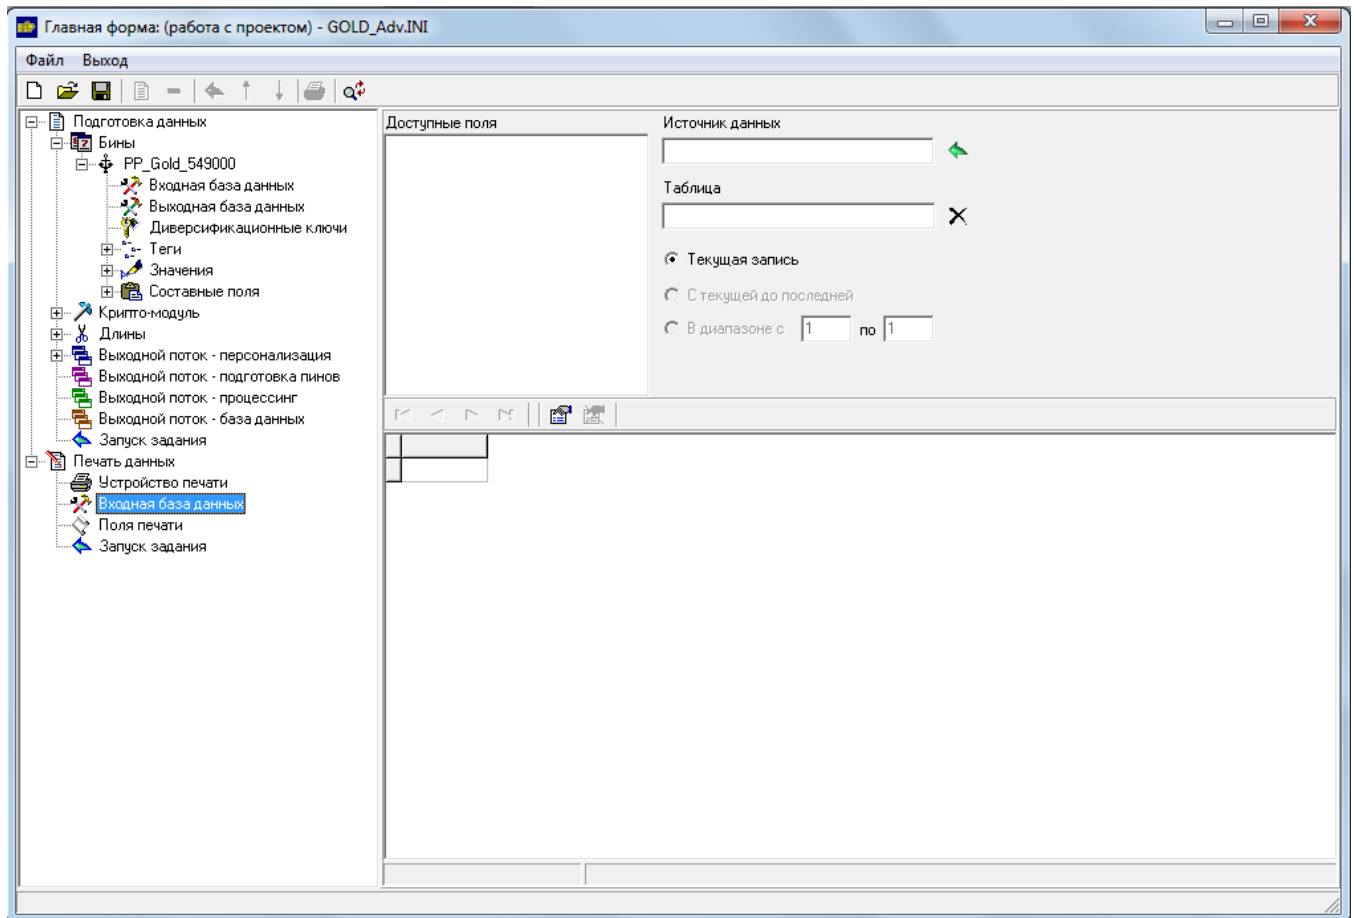 Главная форма: (работа с проектом) - GOLD_Adv.INI
Файл Выход
Подготовка данных
Бины
PP_Gold_549000
Входная база данных
Выходная база данных
Диверсификационные ключи
Теги
Значения
Составные поля
Крипто-модуль
Длины
Выходной поток - персонализация
Выходной поток - подготовка пинов
Выходной поток - процессинг
Выходной поток - база данных
Запуск задания
Печать данных
Устройство печати
Входная база данных
Поля печати
Запуск задания
Доступные поля
Источник данных
Таблица
Текущая запись
С текущей до последней
В диапазоне с 1 по 1